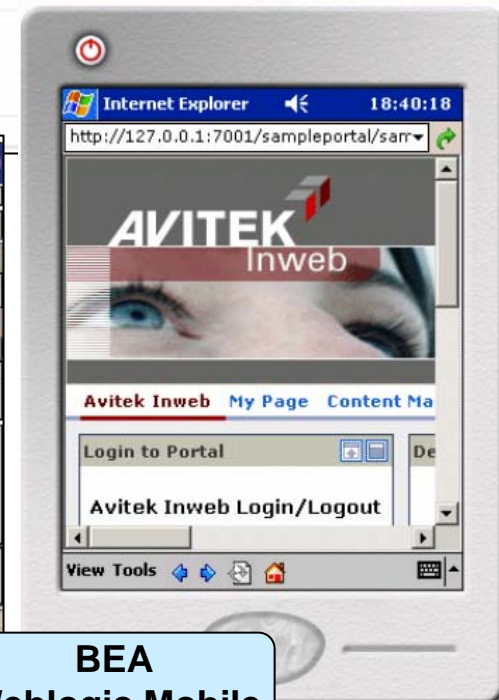 Internet Explorer 18:40:18
http://127.0.0.1:7001/sampleportal/sam
AVITEK
Inweb
Avitek Inweb My Page Content Ma
Login to Portal De
Avitek Inweb Login/Logout
View Tools
BEA
Weblogic Mobile